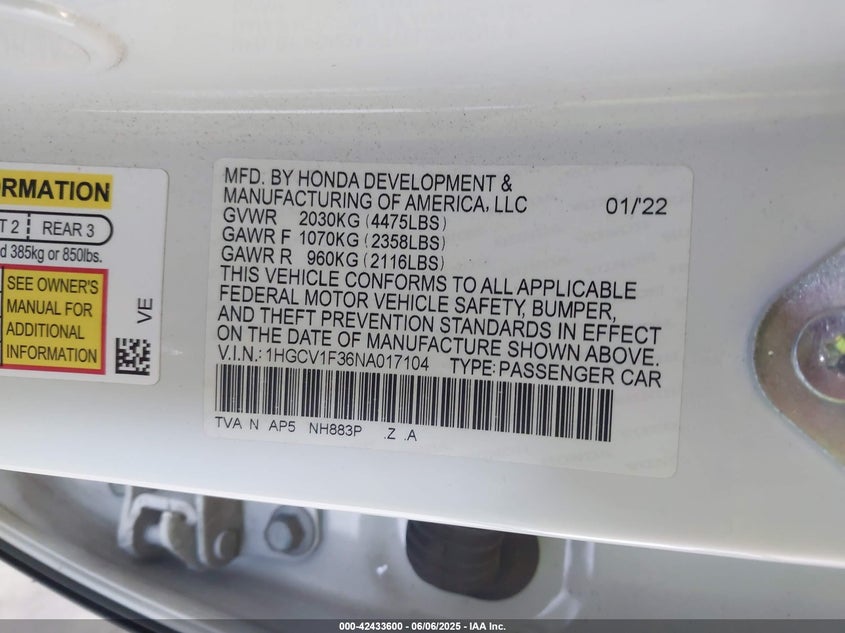 ORMATION
T 2 REAR 3
d 385kg or 850lbs.
SEE OWNER'S
MANUAL FOR
ADDITIONAL
INFORMATION
VE
MFD. BY HONDA DEVELOPMENT &
MANUFACTURING OF AMERICA, LLC 01/'22
GVWR 2030KG (4475LBS)
GAWR F 1070KG (2358LBS)
GAWR R 960KG (2116LBS)
THIS VEHICLE CONFORMS TO ALL APPLICABLE
FEDERAL MOTOR VEHICLE SAFETY, BUMPER,
AND THEFT PREVENTION STANDARDS IN EFFECT
ON THE DATE OF MANUFACTURE SHOWN ABOVE.
V.I.N.: 1HGCV1F36NA017104 TYPE: PASSENGER CAR
TVA N AP5 NH883P .Z .A
000-42433600 - 06/06/2025 - IAA Inc.